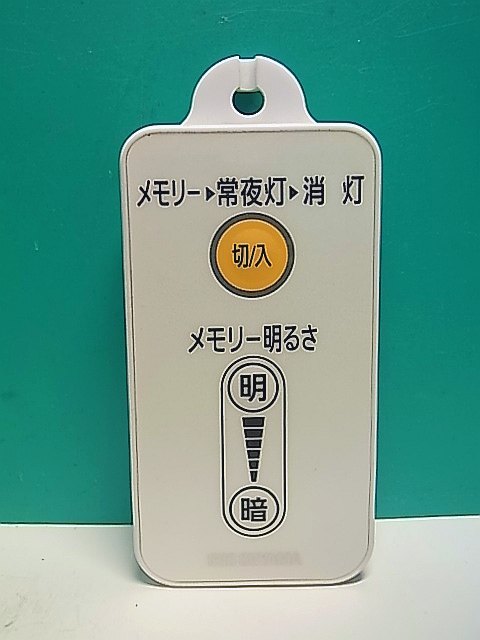 メモリー▶常夜灯▶消 灯
切/入
メモリー明るさ
明
暗